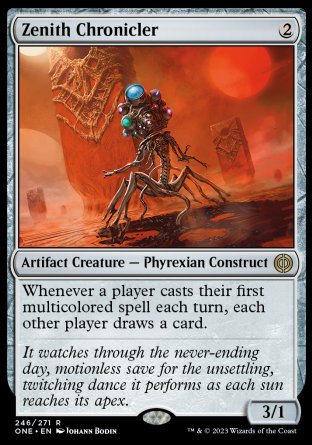 Zenith Chronicler 2
Artifact Creature — Phyrexian Construct
Whenever a player casts their first
multicolored spell each turn, each
other player draws a card.
It watches through the never-ending
day, motionless save for the unsettling,
twitching dance it performs as each sun
reaches its apex.
3/1
246/271 R
ONE • EN Johann Bodin
™ & © 2023 Wizards of the Coast